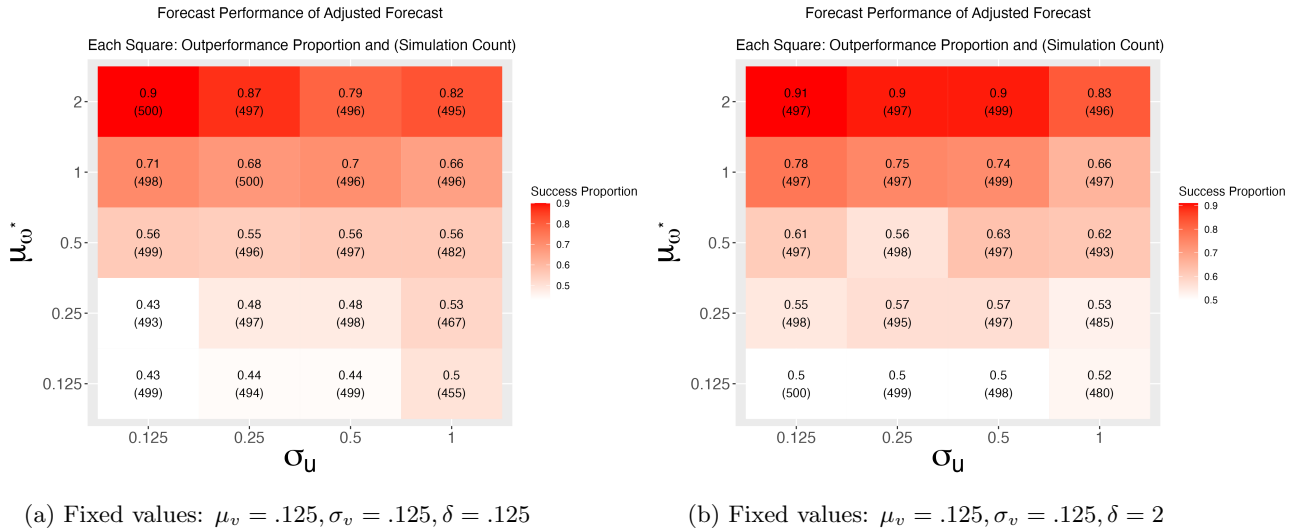 Forecast Performance of Adjusted Forecast
Each Square: Outperformance Proportion and (Simulation Count)
2
0.9 0.87 0.79 0.82
(500) (497) (496) (495)
1
0.71 0.68 0.7 0.66
(498) (500) (496) (496)
0.5
0.56 0.55 0.56 0.56
(499) (496) (497) (482)
0.25
0.43 0.48 0.48 0.53
(493) (497) (498) (467)
0.125
0.43 0.44 0.44 0.5
(499) (494) (499) (455)
0.125 0.25 0.5 1
μω*
σu
Success Proportion
0.9
0.8
0.7
0.6
0.5
(a) Fixed values: μv = .125, σv = .125, δ = .125
Forecast Performance of Adjusted Forecast
Each Square: Outperformance Proportion and (Simulation Count)
2
0.91 0.9 0.9 0.83
(497) (497) (499) (496)
1
0.78 0.75 0.74 0.66
(497) (497) (499) (497)
0.5
0.61 0.56 0.63 0.62
(497) (498) (497) (493)
0.25
0.55 0.57 0.57 0.53
(498) (495) (497) (485)
0.125
0.5 0.5 0.5 0.52
(500) (499) (498) (480)
0.125 0.25 0.5 1
μω*
σu
Success Proportion
0.9
0.8
0.7
0.6
0.5
(b) Fixed values: μv = .125, σv = .125, δ = 2